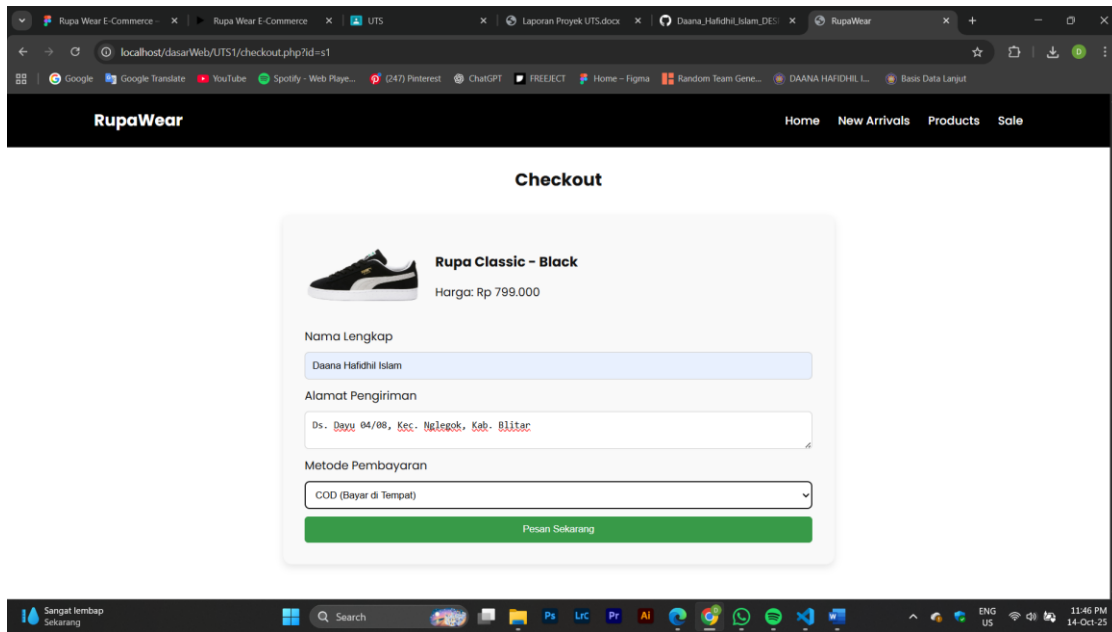 Rupa Wear E-Commerce –
Rupa Wear E-Commerce
UTS
Laporan Proyek UTS.docx
Daana_Hafidhil_Islam_DES
RupaWear
localhost/dasarWeb/UTS1/checkout.php?id=s1
D
Google
Google Translate
YouTube
Spotify - Web Playe...
(247) Pinterest
ChatGPT
FREEJECT
Home – Figma
Random Team Gene...
DAANA HAFIDHIL I...
Basis Data Lanjut
RupaWear
Home
New Arrivals
Products
Sale
Checkout
Rupa Classic - Black
Harga: Rp 799.000
Nama Lengkap
Daana Hafidhil Islam
Alamat Pengiriman
Ds. Dayu 04/08, Kec. Nglegok, Kab. Blitar
Metode Pembayaran
COD (Bayar di Tempat)
Pesan Sekarang
Sangat lembap
Sekarang
Search
Ps
LrC
Pr
Ai
ENG
US
11:46 PM
14-Oct-25